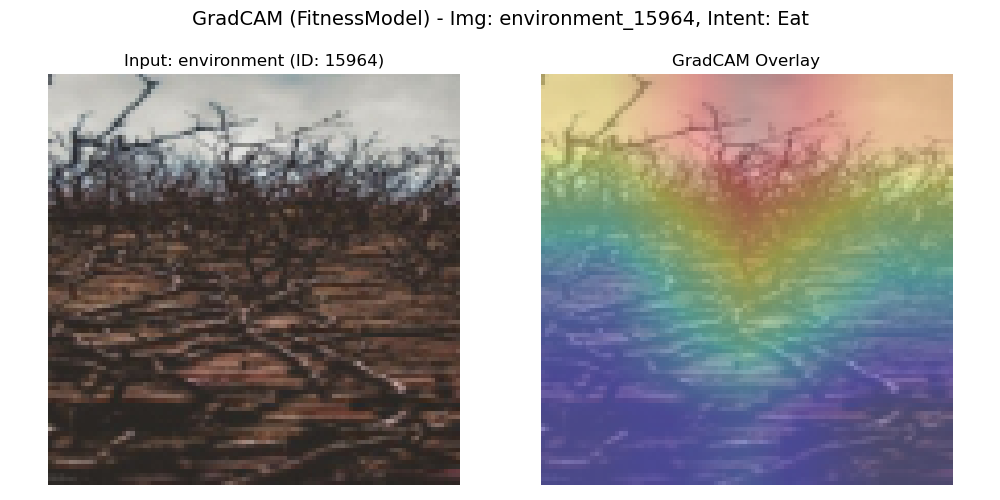 GradCAM (FitnessModel) - Img: environment_15964, Intent: Eat
Input: environment (ID: 15964)
GradCAM Overlay